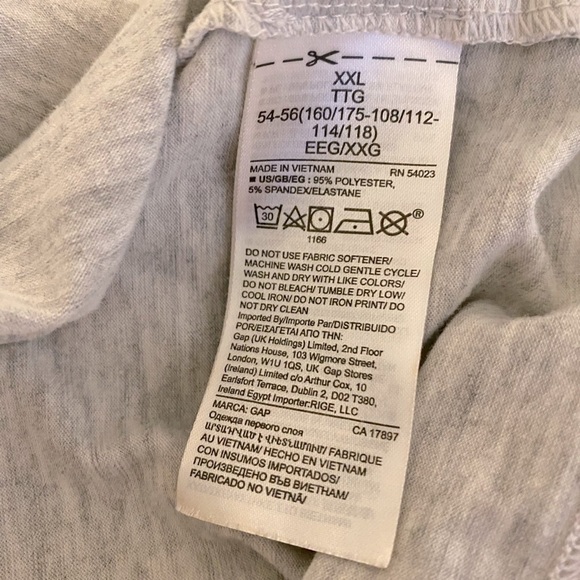 XXL
TTG
54-56(160/175-108/112-
114/118)
EEG/XXG
MADE IN VIETNAM RN 54023
■ US/GB/EG : 95% POLYESTER,
5% SPANDEX/ELASTANE
30 ®
1166
DO NOT USE FABRIC SOFTENER/
MACHINE WASH COLD GENTLE CYCLE/
WASH AND DRY WITH LIKE COLORS/
DO NOT BLEACH/ TUMBLE DRY LOW/
COOL IRON/ DO NOT IRON PRINT/ DO
NOT DRY CLEAN
Imported By/Importe Par/DISTRIBUIDO
POR/ΕΙΣΑΓΕΤΑΙ ΑΠΟ ΤΗΝ:
Gap (UK Holdings) Limited, 2nd Floor
Nations House, 103 Wigmore Street,
London, W1U 1QS, UK Gap Stores
(Ireland) Limited c/o Arthur Cox, 10
Earlsfort Terrace, Dublin 2, D02 T380,
Ireland Egypt Importer:RIGE, LLC
MARCA: GAP CA 17897
Одежда первого слоя
ԱՐՏԱԴՐՎԱԾ Է ՎԻԵՏՆԱՄՈՒՄ/ FABRIQUE
AU VIETNAM/ HECHO EN VIETNAM
CON INSUMOS IMPORTADOS/
ПРОИЗВЕДЕНО ВЪВ ВИЕТНАМ/
FABRICADO NO VIETNÃ/